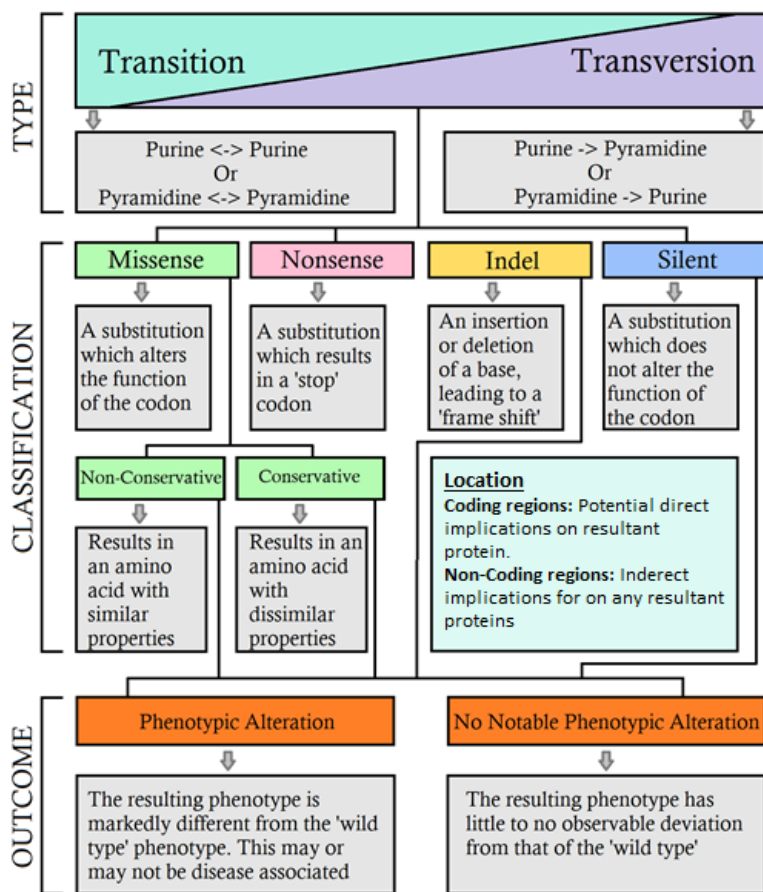 TYPE
Transition
Transversion
Purine <-> Purine
Or
Pyramidine <-> Pyramidine
Purine -> Pyramidine
Or
Pyramidine -> Purine
CLASSIFICATION
Missense
Nonsense
Indel
Silent
A substitution
which alters
the function
of the codon
A substitution
which results
in a 'stop'
codon
An insertion
or deletion
of a base,
leading to a
'frame shift'
A substitution
which does
not alter the
function of
the codon
Non-Conservative
Conservative
Results in
an amino
acid with
similar
properties
Results in an
amino acid
with
dissimilar
properties
Location
Coding regions: Potential direct
implications on resultant
protein.
Non-Coding regions: Inderect
implications for on any resultant
proteins
OUTCOME
Phenotypic Alteration
No Notable Phenotypic Alteration
The resulting phenotype is
markedly different from the 'wild
type' phenotype. This may or
may not be disease associated
The resulting phenotype has
little to no observable deviation
from that of the 'wild type'